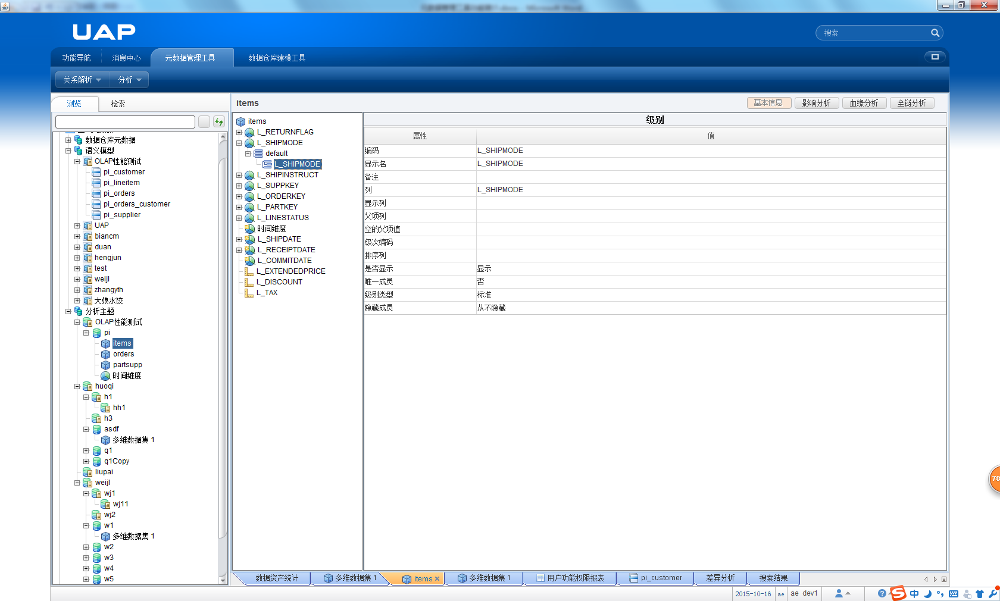 UAP
搜索
功能导航 消息中心 元数据管理工具 数据仓库建模工具
关系解析 分析
浏览 检索
items
基本信息 影响分析 血缘分析 全链分析
数据仓库元数据
语义模型
OLAP性能测试
pi_customer
pi_lineitem
pi_orders
pi_orders_customer
pi_supplier
UAP
biancm
duan
hengjun
test
weijl
zhangyth
大娘水饺
分析主题
OLAP性能测试
pi
items
orders
partsupp
时间维度
huoqi
h1
hh1
h3
asdf
多维数据集 1
q1
q1Copy
liupai
weijl
wj1
wj11
wj2
w1
多维数据集 1
w2
w3
w4
w5
items
L_RETURNFLAG
L_SHIPMODE
default
L_SHIPMODE
L_SHIPINSTRUCT
L_SUPPKEY
L_ORDERKEY
L_PARTKEY
L_LINESTATUS
时间维度
L_SHIPDATE
L_RECEIPTDATE
L_COMMITDATE
L_EXTENDEDPRICE
L_DISCOUNT
L_TAX
级别
属性 值
编码 L_SHIPMODE
显示名 L_SHIPMODE
备注
列 L_SHIPMODE
显示列
父项列
空的父项值
级次编码
排序列
是否显示 显示
唯一成员 否
级别类型 标准
隐藏成员 从不隐藏
数据资产统计 多维数据集 1 items 多维数据集 1 用户功能权限报表 pi_customer 差异分析 搜索结果
2015-10-16 ae ae dev1
中
78